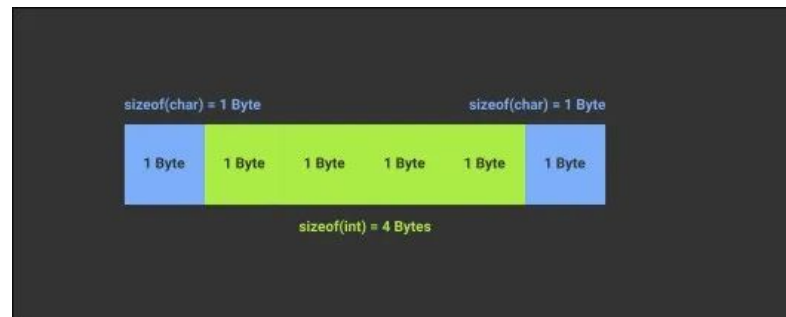 sizeof(char) = 1 Byte sizeof(char) = 1 Byte
1 Byte 1 Byte 1 Byte 1 Byte 1 Byte 1 Byte
sizeof(int) = 4 Bytes